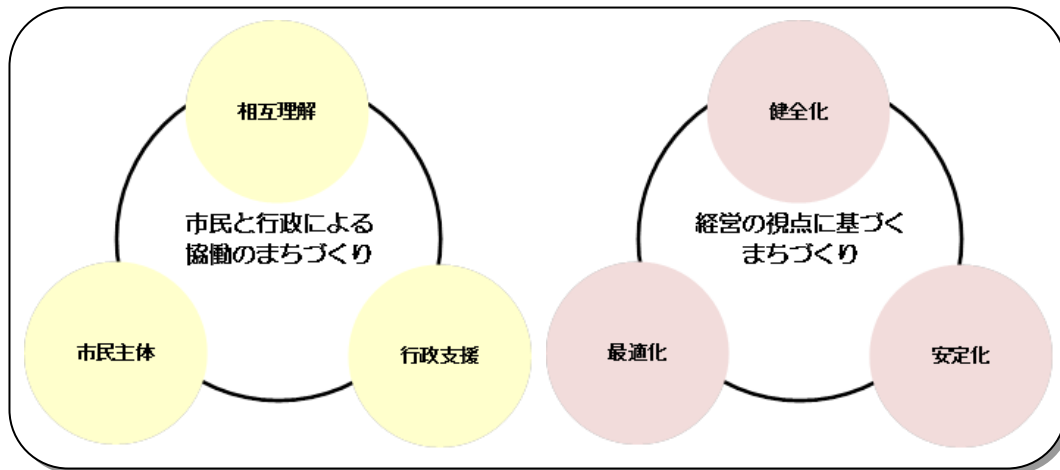 相互理解
市民と行政による
協働のまちづくり
市民主体
行政支援
健全化
経営の視点に基づく
まちづくり
最適化
安定化